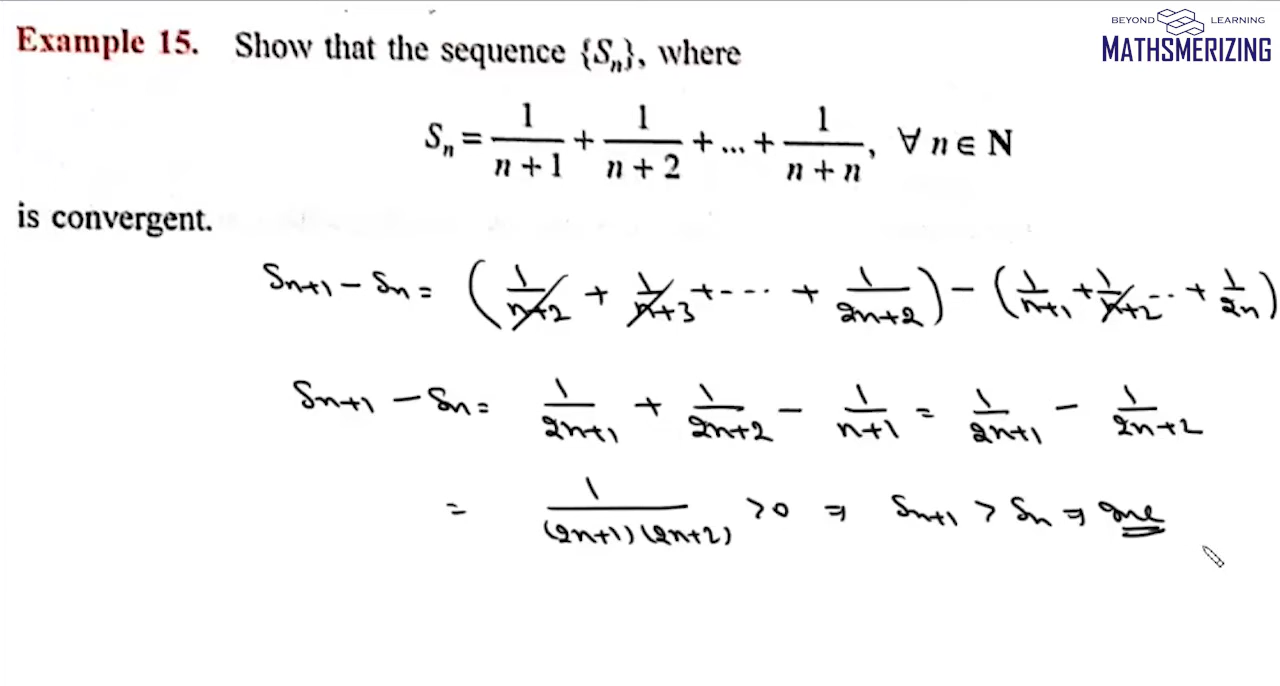 BEYOND LEARNING
MATHSMERIZING
Example 15. Show that the sequence {Sₙ}, where
Sₙ = 1/(n + 1) + 1/(n + 2) + ... + 1/(n + n), ∀ n ∈ N
is convergent.
Sₙ₊₁ − Sₙ = (1/(n+2) + 1/(n+3) + ---- + 1/(2n+2)) − (1/(n+1) + 1/(n+2) -- + 1/2n)
Sₙ₊₁ − Sₙ = 1/(2n+1) + 1/(2n+2) − 1/(n+1) = 1/(2n+1) − 1/(2n+2)
= 1/((2n+1)(2n+2)) > 0 ⇒ Sₙ₊₁ > Sₙ ⇒